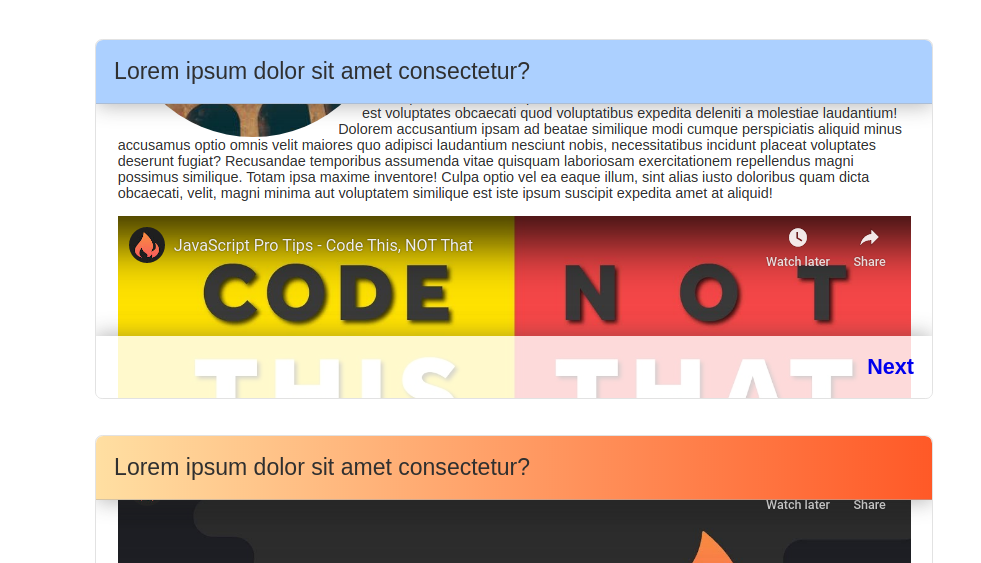 Lorem ipsum dolor sit amet consectetur?
est voluptates obcaecati quod voluptatibus expedita deleniti a molestiae laudantium!
Dolorem accusantium ipsam ad beatae similique modi cumque perspiciatis aliquid minus
accusamus optio omnis velit maiores quo adipisci laudantium nesciunt nobis, necessitatibus incidunt placeat voluptates
deserunt fugiat? Recusandae temporibus assumenda vitae quisquam laboriosam exercitationem repellendus magni
possimus similique. Totam ipsa maxime inventore! Culpa optio vel ea eaque illum, sint alias iusto doloribus quam dicta
obcaecati, velit, magni minima aut voluptatem similique est iste ipsum suscipit expedita amet at aliquid!
JavaScript Pro Tips - Code This, NOT That
Watch later Share
CODE NOT
THIS THAT
Next
Lorem ipsum dolor sit amet consectetur?
Watch later Share